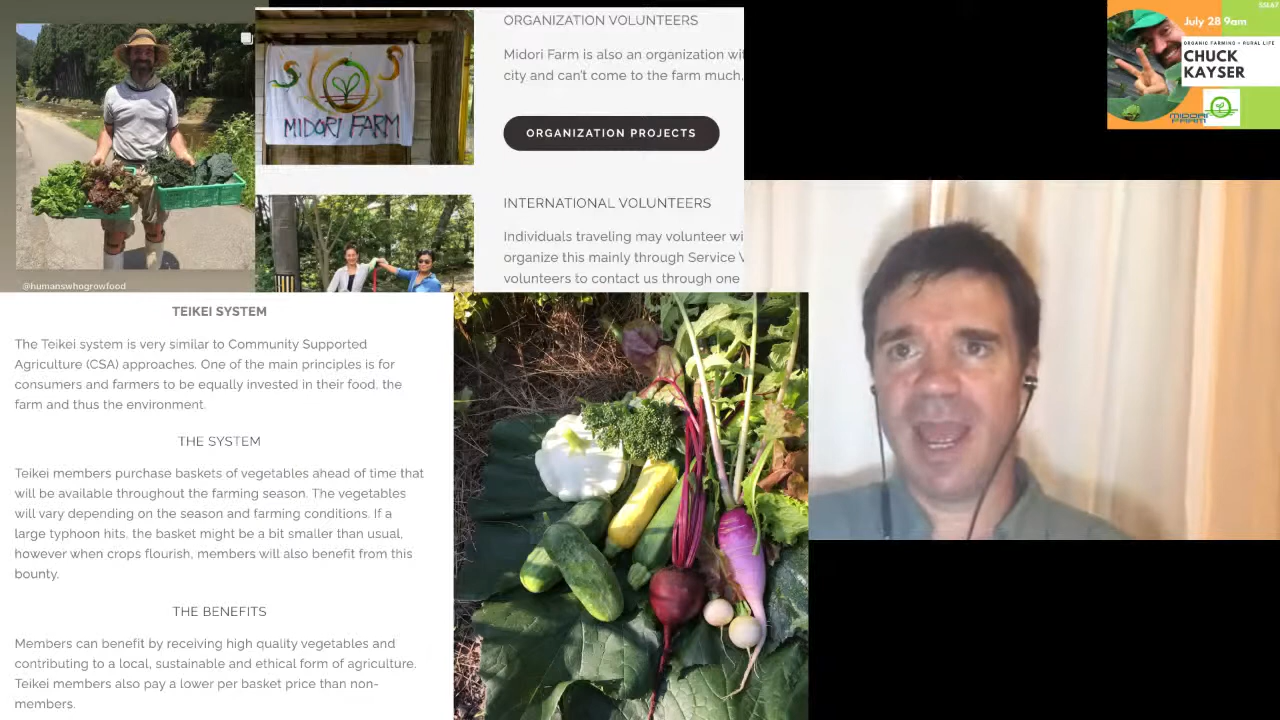 @humanswhogrowfood
MIDORI FARM
ORGANIZATION VOLUNTEERS
Midori Farm is also an organization
city and can't come to the farm much,
ORGANIZATION PROJECTS
INTERNATIONAL VOLUNTEERS
Individuals traveling may volunteer
organize this mainly through Service
volunteers to contact us through one
TEIKEI SYSTEM
The Teikei system is very similar to Community Supported
Agriculture (CSA) approaches. One of the main principles is for
consumers and farmers to be equally invested in their food, the
farm and thus the environment.
THE SYSTEM
Teikei members purchase baskets of vegetables ahead of time that
will be available throughout the farming season. The vegetables
will vary depending on the season and farming conditions. If a
large typhoon hits, the basket might be a bit smaller than usual,
however when crops flourish, members will also benefit from this
bounty.
THE BENEFITS
Members can benefit by receiving high quality vegetables and
contributing to a local, sustainable and ethical form of agriculture.
Teikei members also pay a lower per basket price than non-
members.
July 28 9am
ORGANIC FARMING + RURAL LIFE
CHUCK
KAYSER
MIDORI
FARM